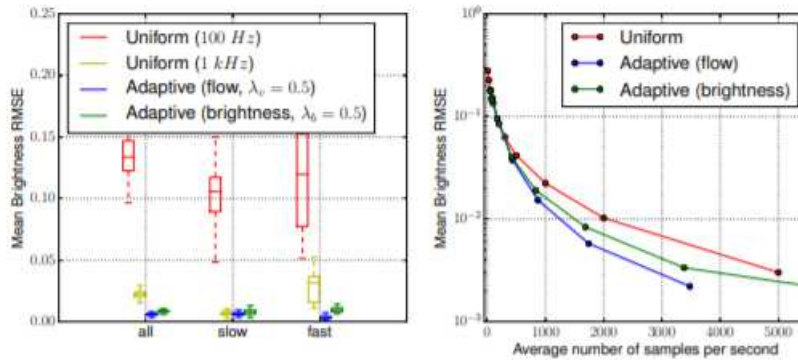 0.25
0.20
0.15
0.10
0.05
0.00
Mean Brightness RMSE
Uniform (100 Hz)
Uniform (1 kHz)
Adaptive (flow, λ_v = 0.5)
Adaptive (brightness, λ_b = 0.5)
all slow fast
10⁰
10⁻¹
10⁻²
10⁻³
Mean Brightness RMSE
Uniform
Adaptive (flow)
Adaptive (brightness)
0 1000 2000 3000 4000 5000
Average number of samples per second